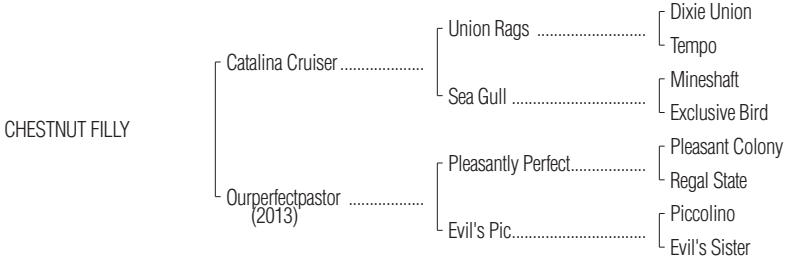 Dixie Union
Union Rags ..........................
Tempo
Catalina Cruiser ....................
Mineshaft
Sea Gull ................................
Exclusive Bird
CHESTNUT FILLY
Pleasant Colony
Pleasantly Perfect..................
Regal State
Ourperfectpastor ..................
(2013)
Piccolino
Evil's Pic................................
Evil's Sister